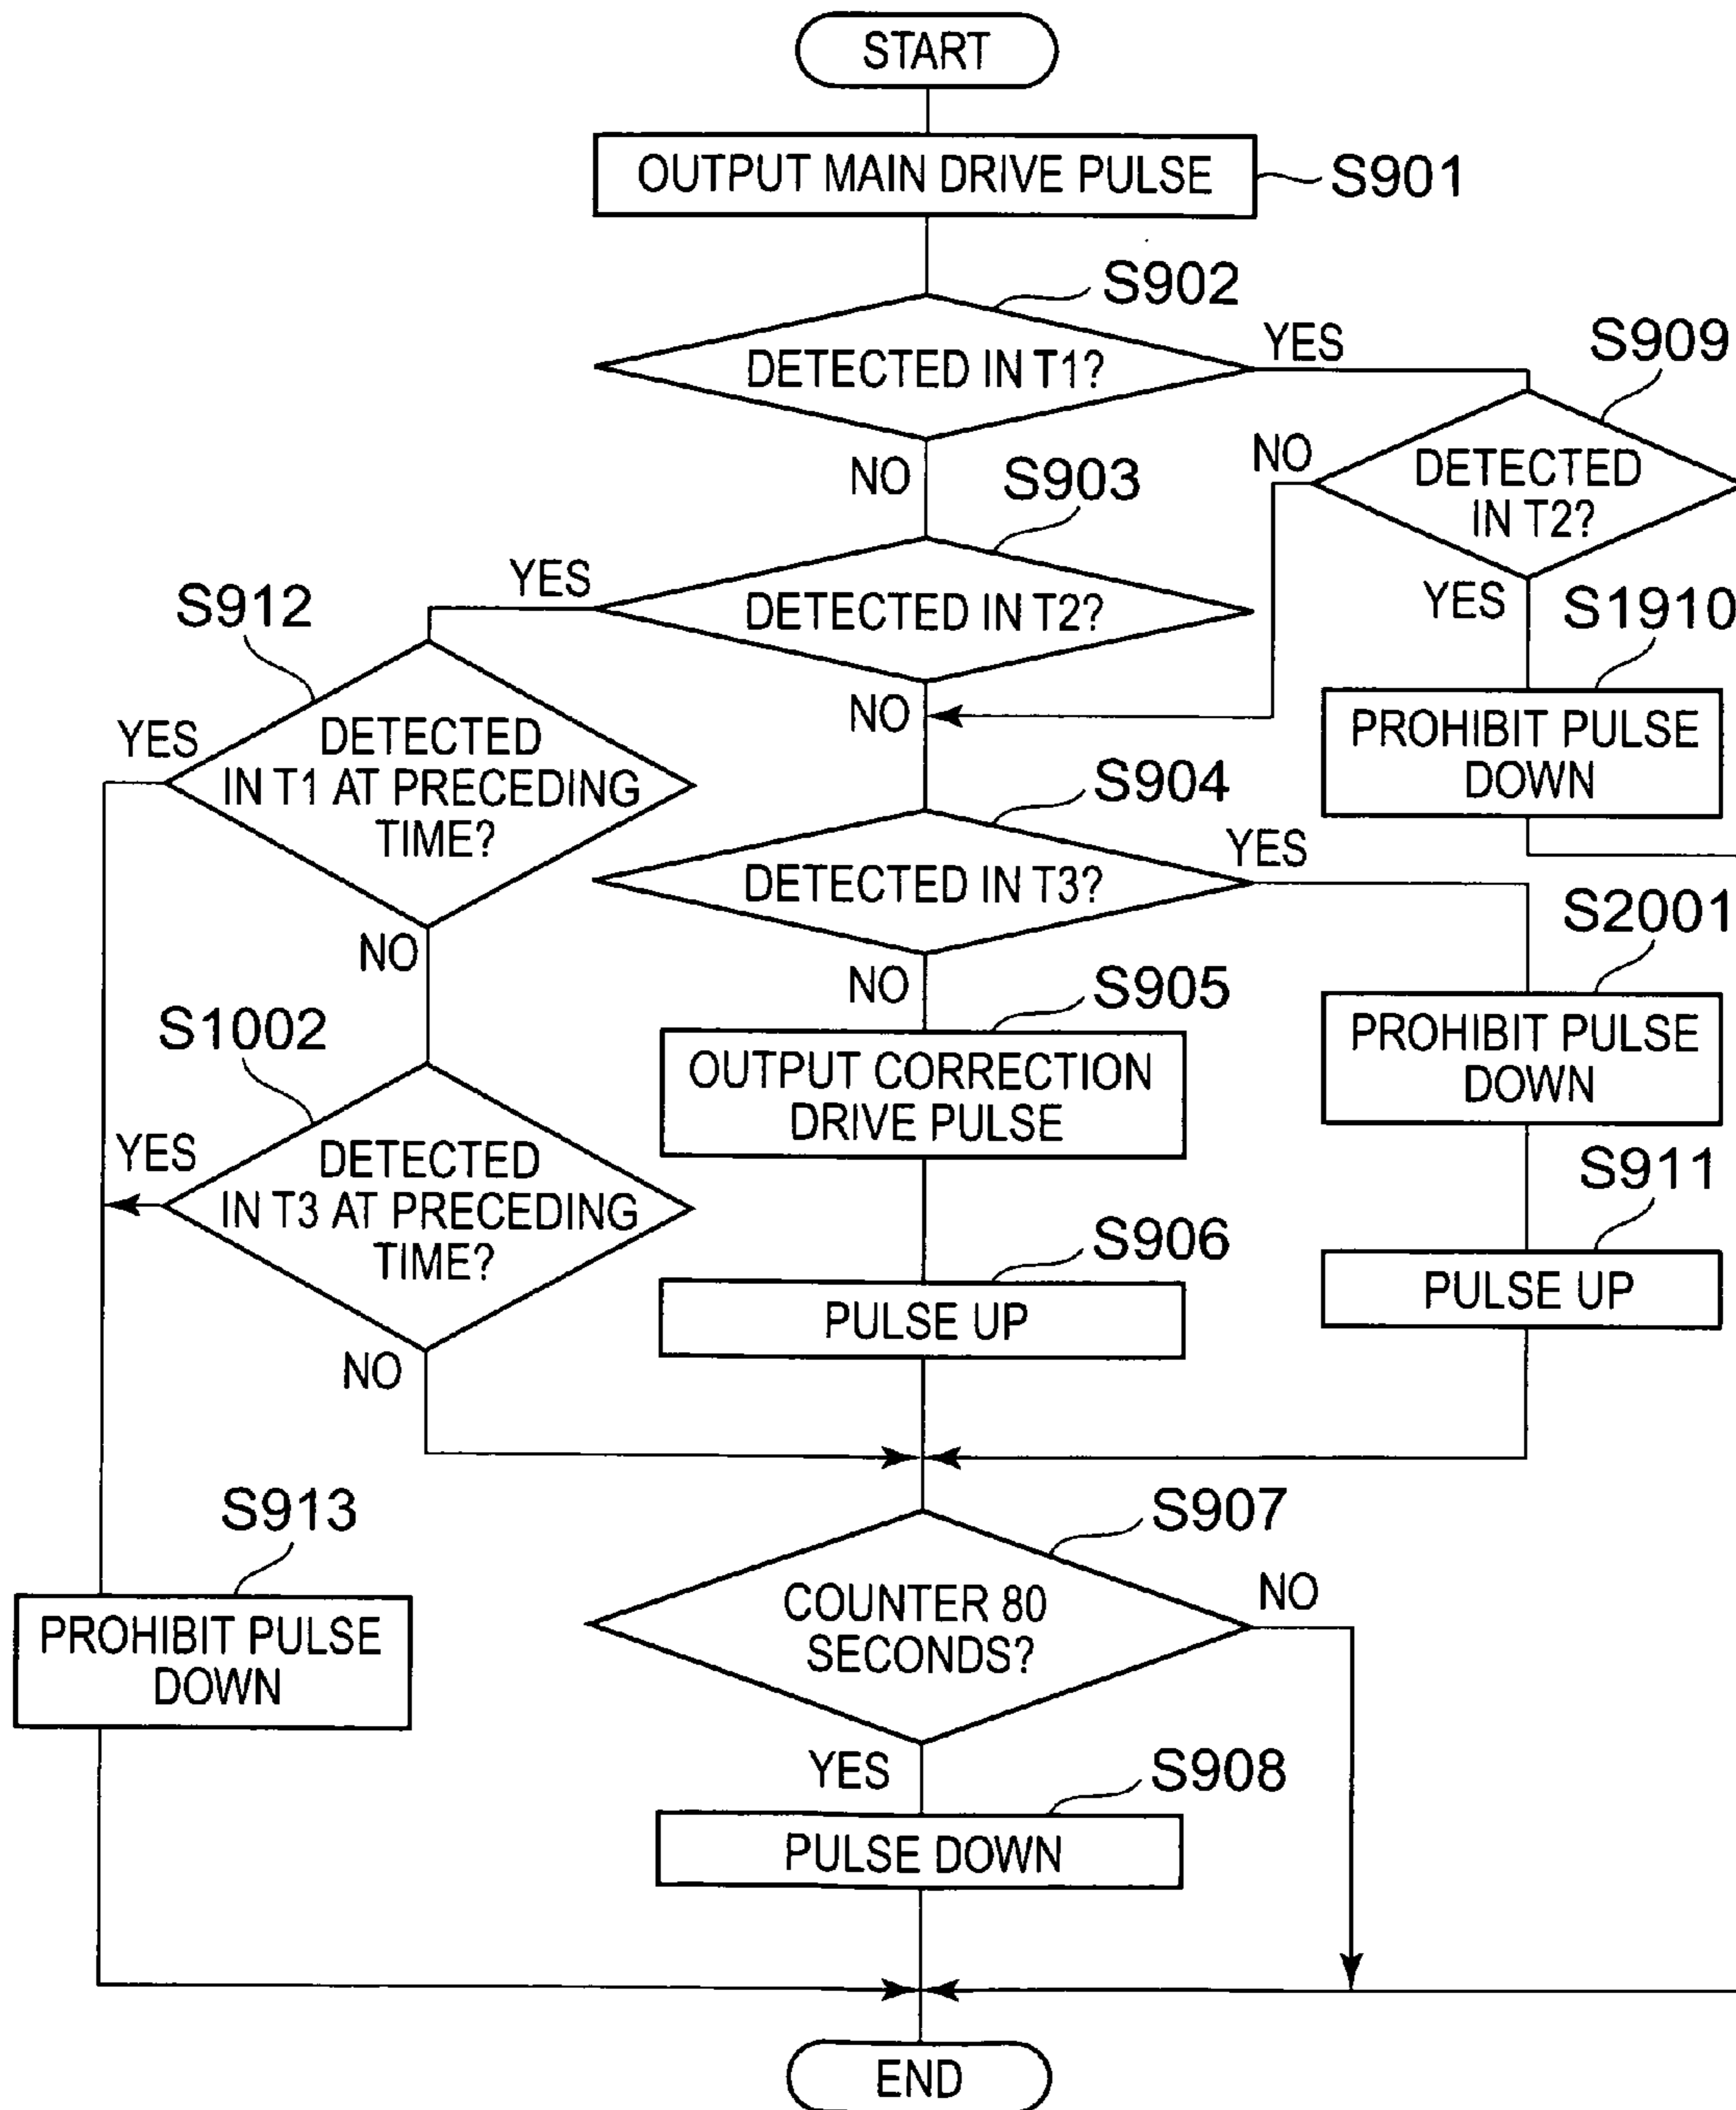 START
OUTPUT MAIN DRIVE PULSE
S901
S902
DETECTED IN T1?
YES
NO
S909
DETECTED
IN T2?
NO
YES
S903
DETECTED IN T2?
YES
NO
S912
DETECTED
IN T1 AT PRECEDING
TIME?
YES
NO
S1910
PROHIBIT PULSE
DOWN
S904
DETECTED IN T3?
YES
NO
S2001
PROHIBIT PULSE
DOWN
S1002
DETECTED
IN T3 AT PRECEDING
TIME?
YES
NO
S905
OUTPUT CORRECTION
DRIVE PULSE
S911
PULSE UP
S906
PULSE UP
S913
PROHIBIT PULSE
DOWN
S907
COUNTER 80
SECONDS?
NO
YES
S908
PULSE DOWN
END